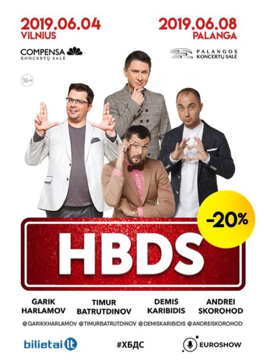 2019.06.04
VILNIUS
COMPENSA
KONCERTŲ SALĖ
2019.06.08
PALANGA
PALANGOS
KONCERTŲ SALĖ
16+
-20%
HBDS
GARIK
HARLAMOV
TIMUR
BATRUTDINOV
DEMIS
KARIBIDIS
ANDREI
SKOROHOD
@GARIKKHARLAMOV @TIMURBATRUTDINOV @DEMISKARIBIDIS @ANDREISKOROHOD
bilietai lt
#ХБДС
EUROSHOW